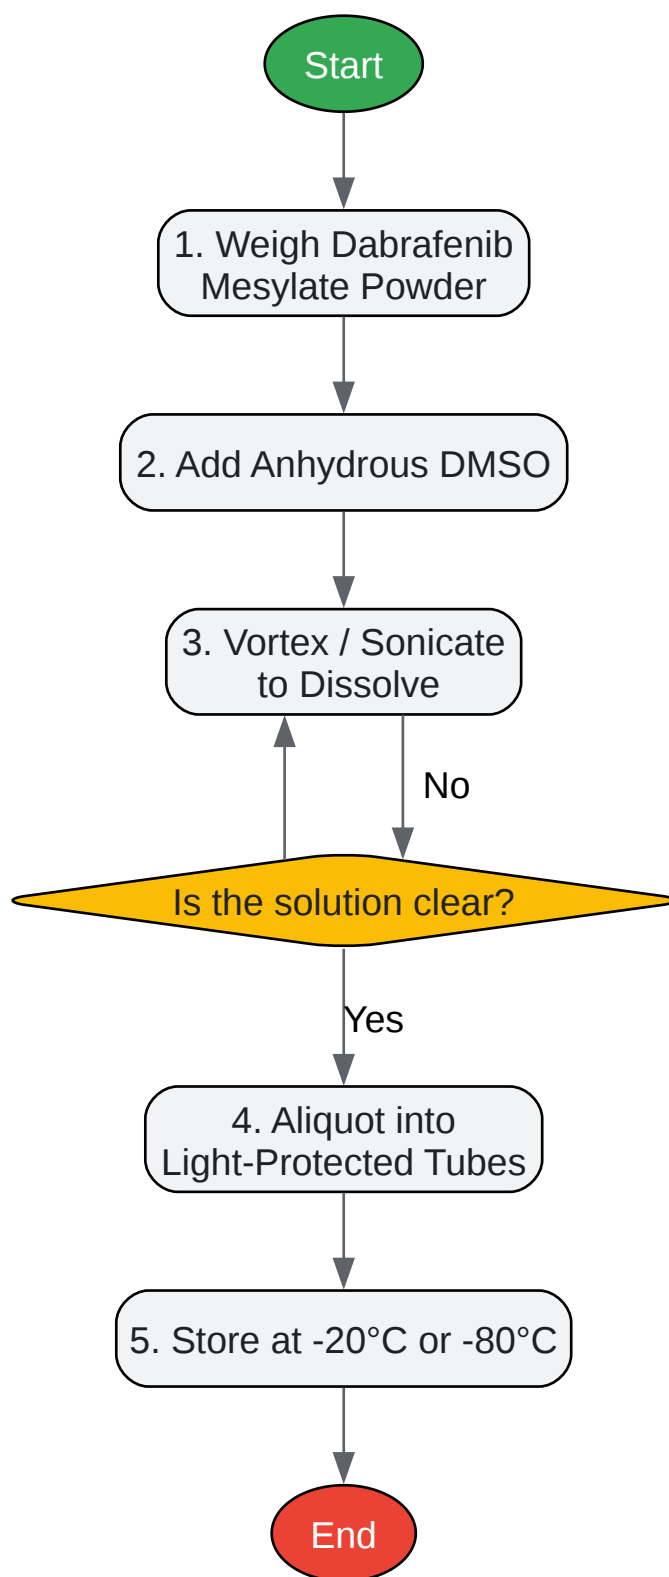 Start
1. Weigh Dabrafenib
Mesylate Powder
2. Add Anhydrous DMSO
3. Vortex / Sonicate
to Dissolve
No
Is the solution clear?
Yes
4. Aliquot into
Light-Protected Tubes
5. Store at -20°C or -80°C
End